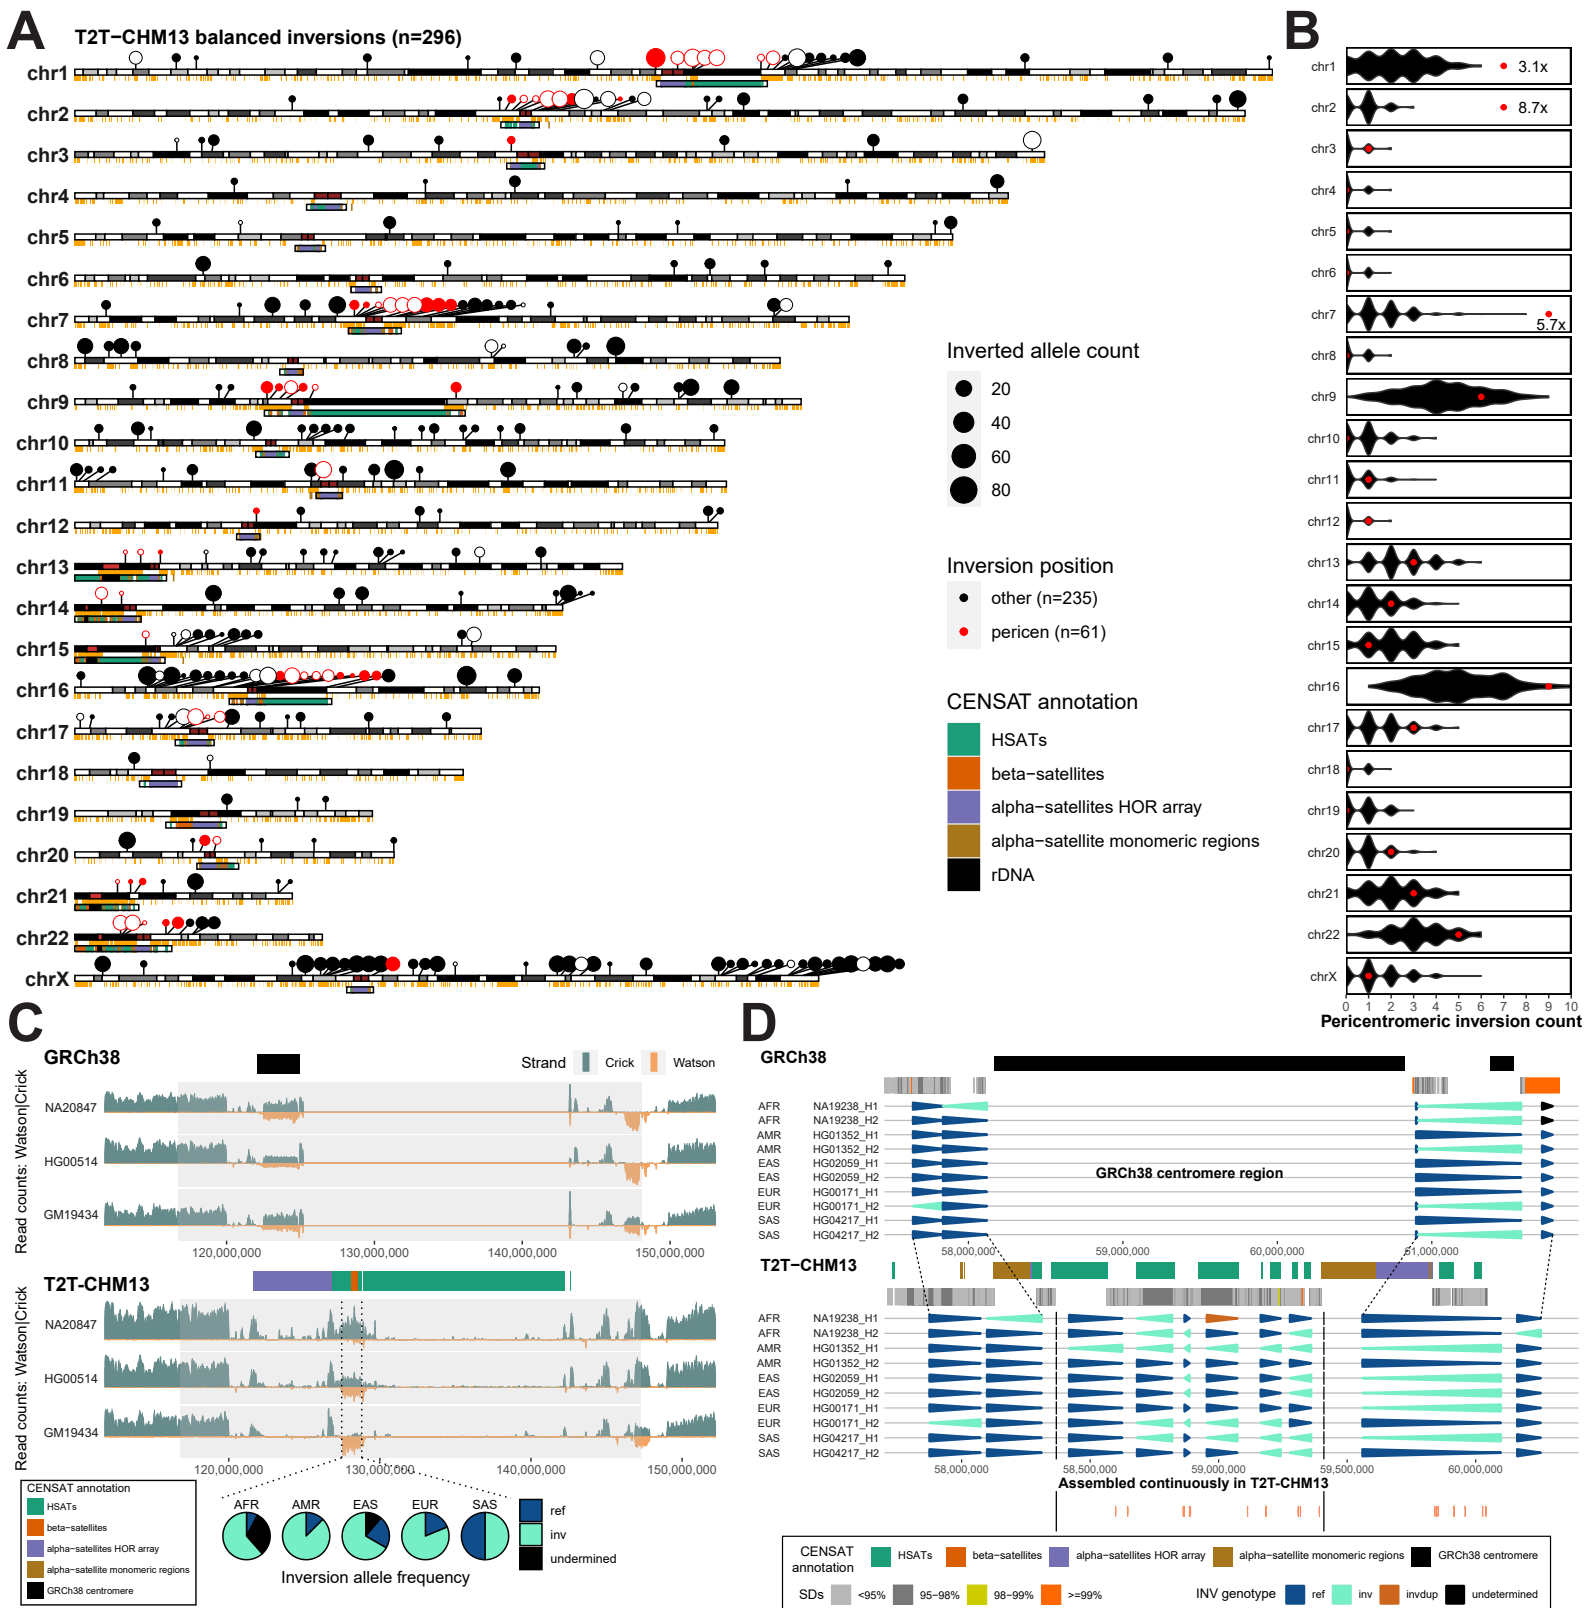 A
T2T−CHM13 balanced inversions (n=296)
chr1
chr2
chr3
chr4
chr5
chr6
chr7
chr8
chr9
chr10
chr11
chr12
chr13
chr14
chr15
chr16
chr17
chr18
chr19
chr20
chr21
chr22
chrX
Inverted allele count
20
40
60
80
Inversion position
other (n=235)
pericen (n=61)
CENSAT annotation
HSATs
beta−satellites
alpha−satellites HOR array
alpha−satellite monomeric regions
rDNA
B
chr1
3.1x
chr2
8.7x
chr3
chr4
chr5
chr6
chr7
5.7x
chr8
chr9
chr10
chr11
chr12
chr13
chr14
chr15
chr16
chr17
chr18
chr19
chr20
chr21
chr22
chrX
0 1 2 3 4 5 6 7 8 9 10
Pericentromeric inversion count
C
GRCh38
Strand Crick Watson
Read counts: Watson|Crick
NA20847
HG00514
GM19434
120,000,000 130,000,000 140,000,000 150,000,000
T2T-CHM13
Read counts: Watson|Crick
NA20847
HG00514
GM19434
120,000,000 130,000,000 140,000,000 150,000,000
CENSAT annotation
HSATs
beta−satellites
alpha−satellites HOR array
alpha−satellite monomeric regions
GRCh38 centromere
AFR AMR EAS EUR SAS
ref
inv
undermined
Inversion allele frequency
D
GRCh38
AFR NA19238_H1
AFR NA19238_H2
AMR HG01352_H1
AMR HG01352_H2
EAS HG02059_H1
EAS HG02059_H2
EUR HG00171_H1
EUR HG00171_H2
SAS HG04217_H1
SAS HG04217_H2
GRCh38 centromere region
58,000,000 59,000,000 60,000,000 61,000,000
T2T−CHM13
AFR NA19238_H1
AFR NA19238_H2
AMR HG01352_H1
AMR HG01352_H2
EAS HG02059_H1
EAS HG02059_H2
EUR HG00171_H1
EUR HG00171_H2
SAS HG04217_H1
SAS HG04217_H2
58,000,000 58,500,000 59,000,000 59,500,000 60,000,000
Assembled continuously in T2T-CHM13
CENSAT annotation
HSATs beta−satellites alpha−satellites HOR array alpha−satellite monomeric regions GRCh38 centromere
SDs <95% 95−98% 98−99% >=99% INV genotype ref inv invdup undetermined